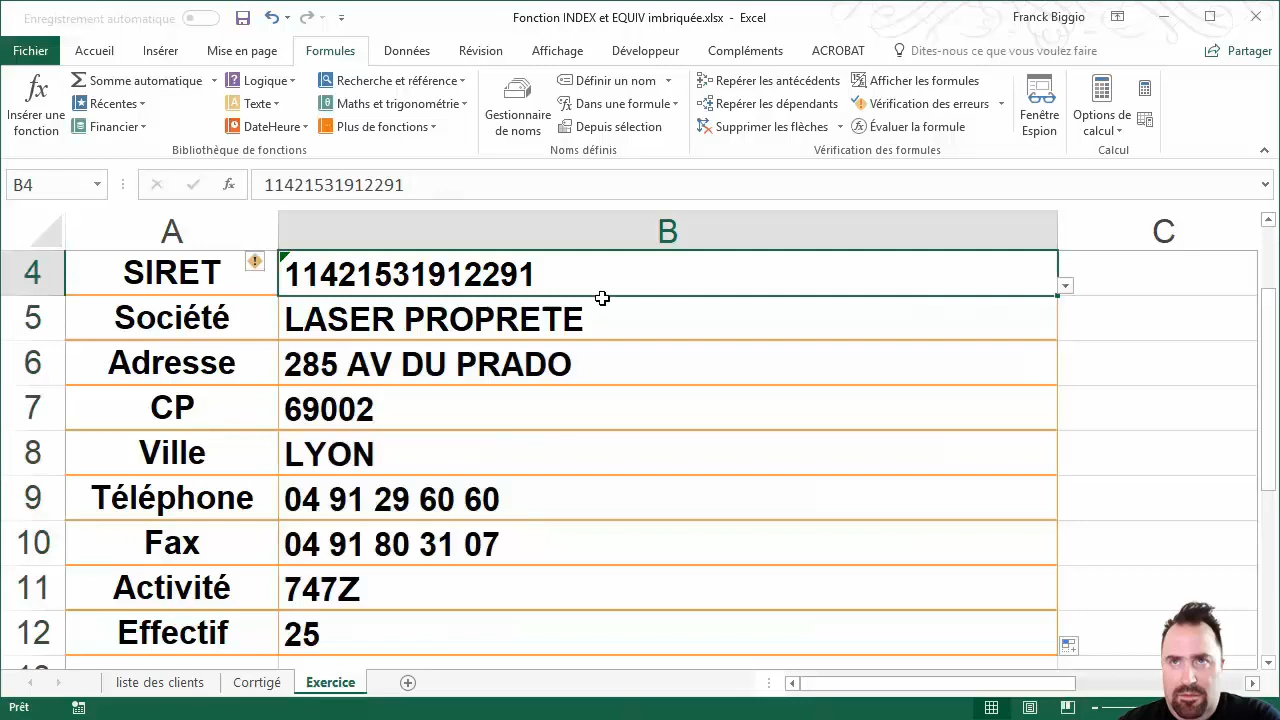 Enregistrement automatique
Fonction INDEX et EQUIV imbriquée.xlsx - Excel
Franck Biggio
Fichier Accueil Insérer Mise en page Formules Données Révision Affichage Développeur Compléments ACROBAT Dites-nous ce que vous voulez faire Partager
Insérer une fonction
Somme automatique
Récentes
Financier
Logique
Texte
DateHeure
Recherche et référence
Maths et trigonométrie
Plus de fonctions
Bibliothèque de fonctions
Gestionnaire de noms
Définir un nom
Dans une formule
Depuis sélection
Noms définis
Repérer les antécédents
Repérer les dépendants
Supprimer les flèches
Afficher les formules
Vérification des erreurs
Évaluer la formule
Vérification des formules
Fenêtre Espion
Options de calcul
Calcul
B4 fx 11421531912291
A B C
4 SIRET 11421531912291
5 Société LASER PROPRETE
6 Adresse 285 AV DU PRADO
7 CP 69002
8 Ville LYON
9 Téléphone 04 91 29 60 60
10 Fax 04 91 80 31 07
11 Activité 747Z
12 Effectif 25
liste des clients Corrtigé Exercice
Prêt